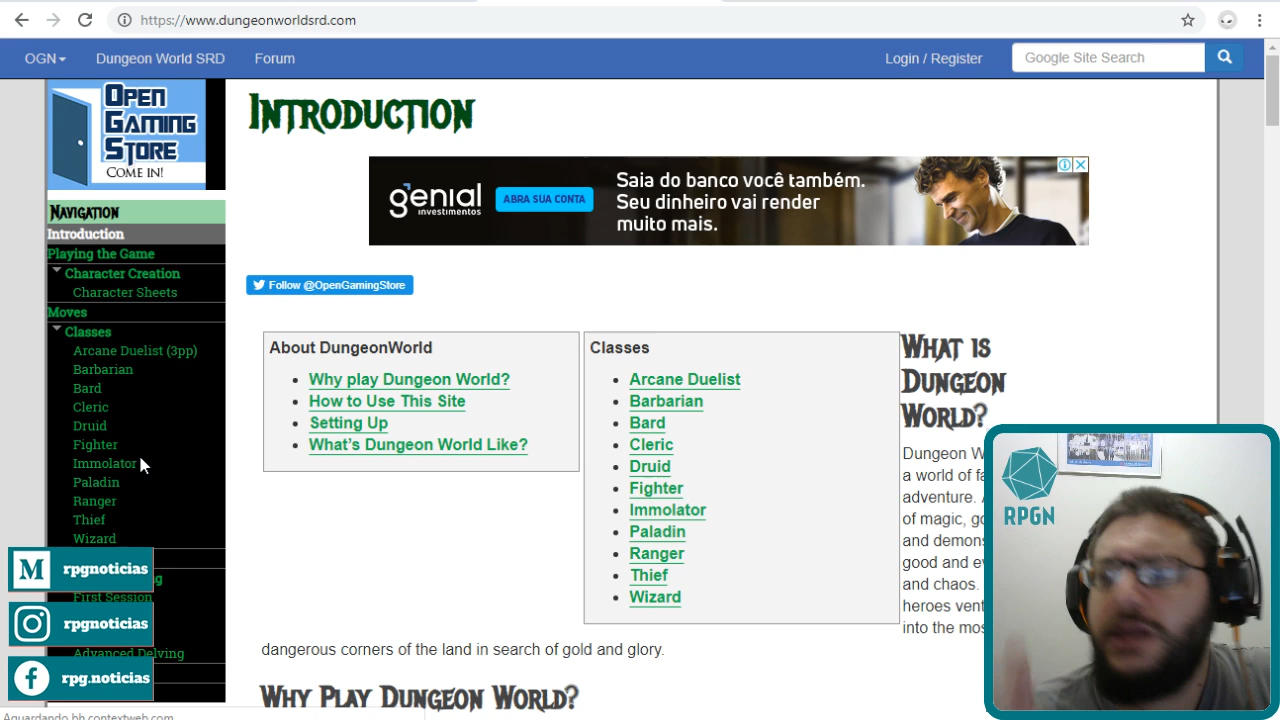 https://www.dungeonworldsrd.com
OGN
Dungeon World SRD
Forum
Login / Register
Google Site Search
OPEN
GAMING
STORE
COME IN!
NAVIGATION
Introduction
Playing the Game
Character Creation
Character Sheets
Moves
Classes
Arcane Duelist (3pp)
Barbarian
Bard
Cleric
Druid
Fighter
Immolator
Paladin
Ranger
Thief
Wizard
First Session
Advanced Delving
M rpgnoticias
rpgnoticias
f rpg.noticias
Aguardando bh.contextweb.com
INTRODUCTION
genial
investimentos
ABRA SUA CONTA
Saia do banco você também.
Seu dinheiro vai render
muito mais.
Follow @OpenGamingStore
About DungeonWorld
Why play Dungeon World?
How to Use This Site
Setting Up
What's Dungeon World Like?
Classes
Arcane Duelist
Barbarian
Bard
Cleric
Druid
Fighter
Immolator
Paladin
Ranger
Thief
Wizard
WHAT IS
DUNGEON
WORLD?
Dungeon W
a world of fa
adventure.
of magic, go
and demons
good and ev
and chaos.
heroes vent
into the mos
dangerous corners of the land in search of gold and glory.
WHY PLAY DUNGEON WORLD?
RPGN